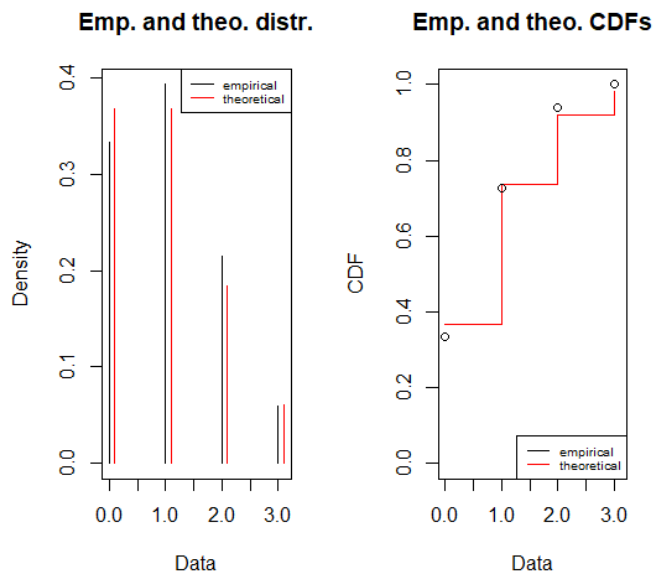 Emp. and theo. distr.
empirical
theoretical
Density
0.0
0.1
0.2
0.3
0.4
0.0
1.0
2.0
3.0
Data
Emp. and theo. CDFs
CDF
0.0
0.2
0.4
0.6
0.8
1.0
empirical
theoretical
0.0
1.0
2.0
3.0
Data